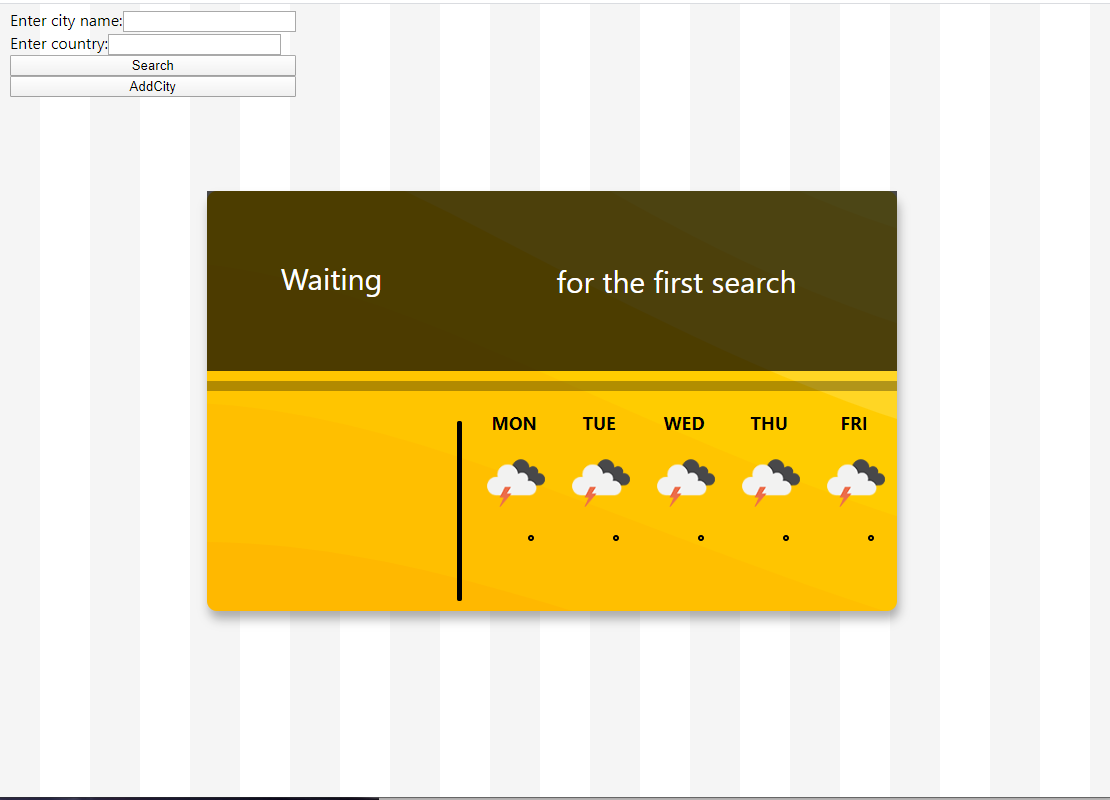 Enter city name:
Enter country:
Search
AddCity
Waiting
for the first search
MON TUE WED THU FRI